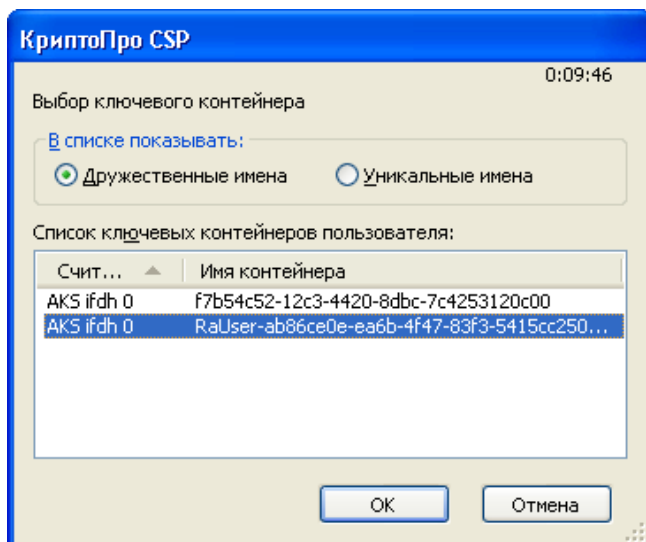 КриптоПро CSP
0:09:46
Выбор ключевого контейнера
В списке показывать:
Дружественные имена Уникальные имена
Список ключевых контейнеров пользователя:
Счит... Имя контейнера
AKS ifdh 0 f7b54c52-12c3-4420-8dbc-7c4253120c00
AKS ifdh 0 RaUser-ab86ce0e-ea6b-4f47-83f3-5415cc250...
ОК Отмена